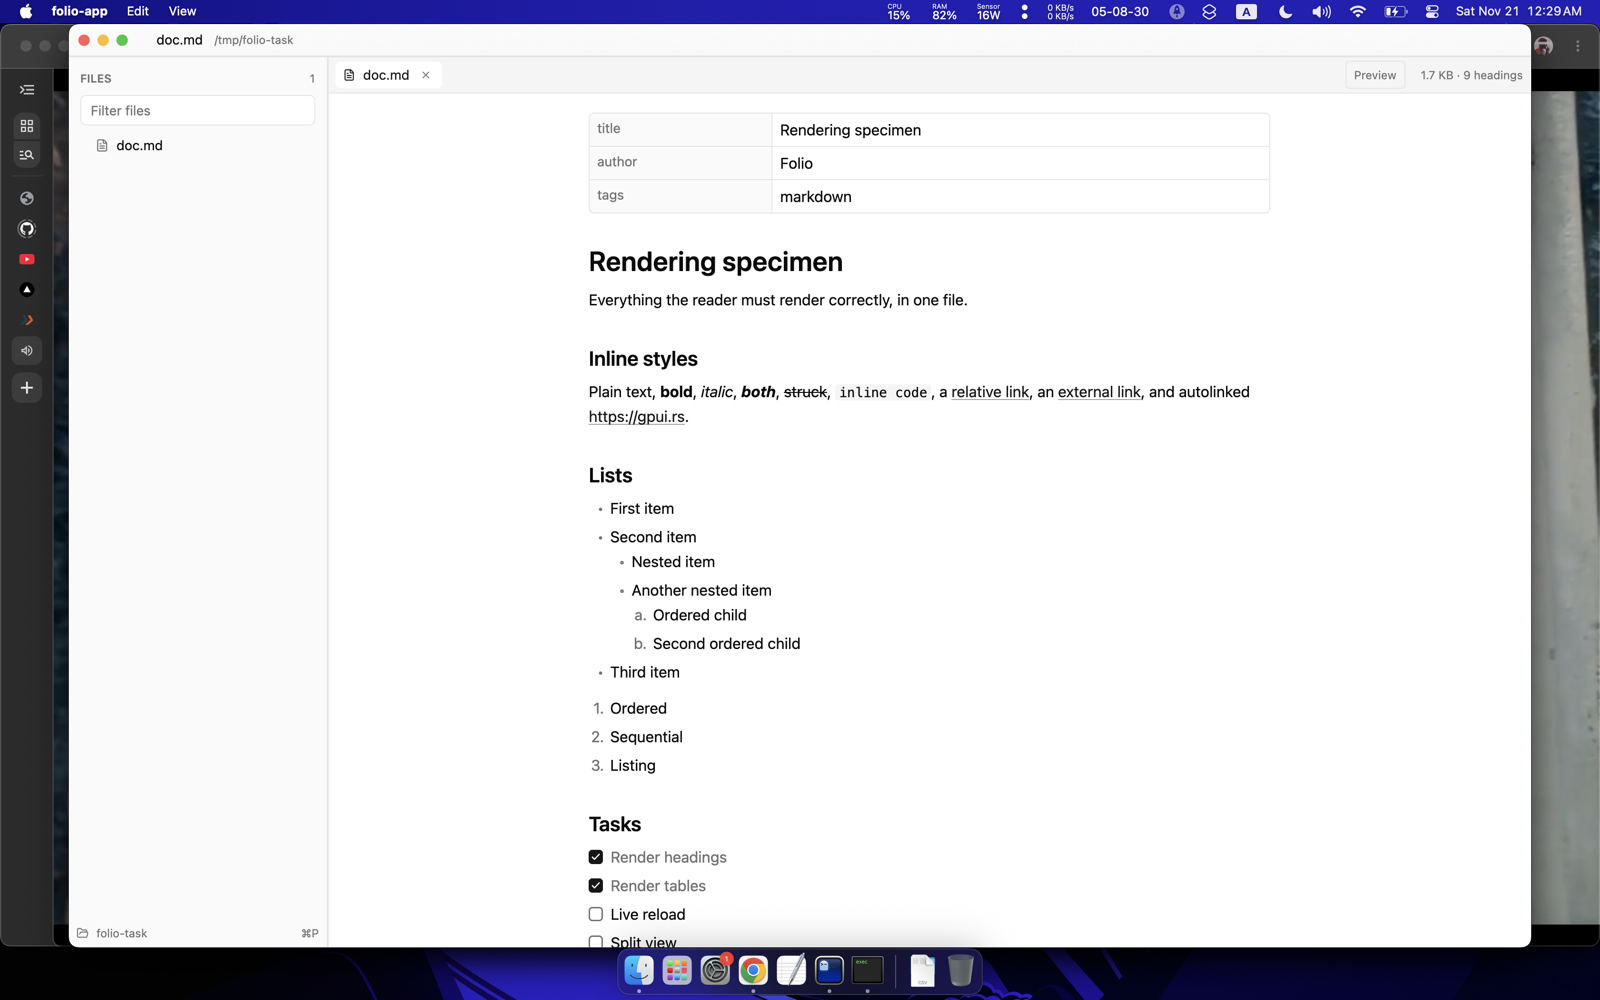 folio-app Edit View
CPU 15% RAM 82% Sensor 16W 0 KB/s 0 KB/s 05-08-30 A Sat Nov 21 12:29 AM
doc.md /tmp/folio-task
FILES 1
Filter files
doc.md
folio-task ⌘P
doc.md ×
Preview 1.7 KB · 9 headings
title Rendering specimen
author Folio
tags markdown
Rendering specimen
Everything the reader must render correctly, in one file.
Inline styles
Plain text, bold, italic, both, struck, inline code, a relative link, an external link, and autolinked
https://gpui.rs.
Lists
• First item
• Second item
• Nested item
• Another nested item
a. Ordered child
b. Second ordered child
• Third item
1. Ordered
2. Sequential
3. Listing
Tasks
Render headings
Render tables
Live reload
Split view
1
exec
CSV